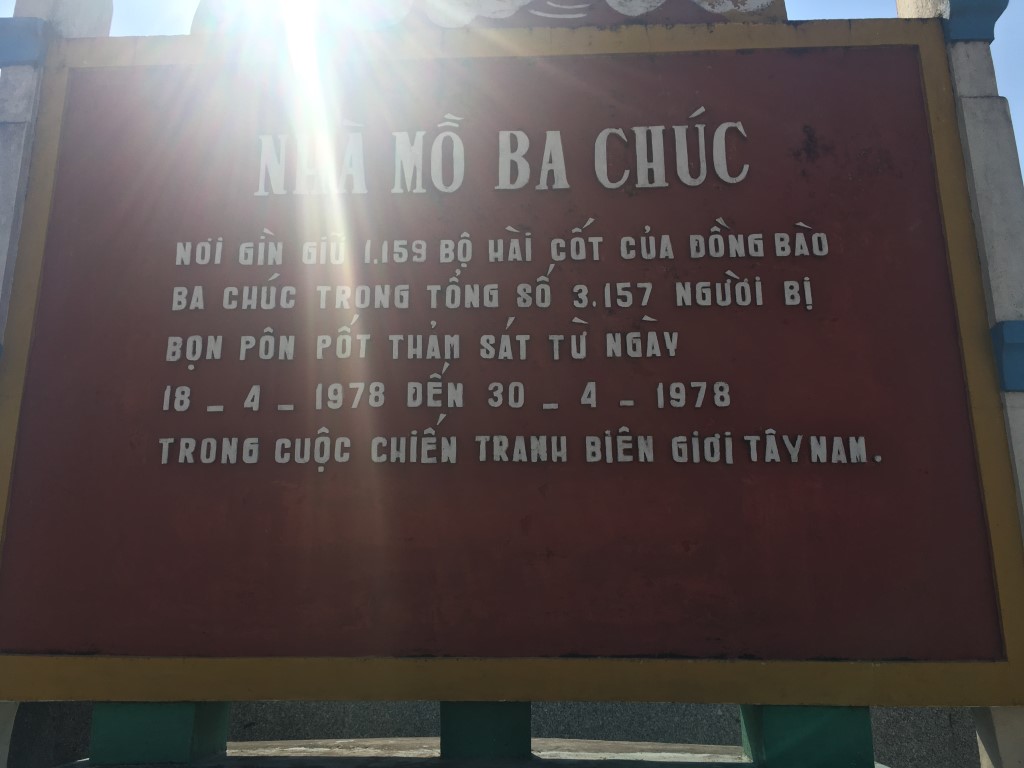 NHÀ MỒ BA CHÚC
NƠI GÌN GIỮ 1.159 BỘ HÀI CỐT CỦA ĐỒNG BÀO
BA CHÚC TRONG TỔNG SỐ 3.157 NGƯỜI BỊ
BỌN PÔN PỐT THẢM SÁT TỪ NGÀY
18 _ 4 _ 1978 ĐẾN 30 _ 4 _ 1978
TRONG CUỘC CHIẾN TRANH BIÊN GIƠI TÂY NAM.